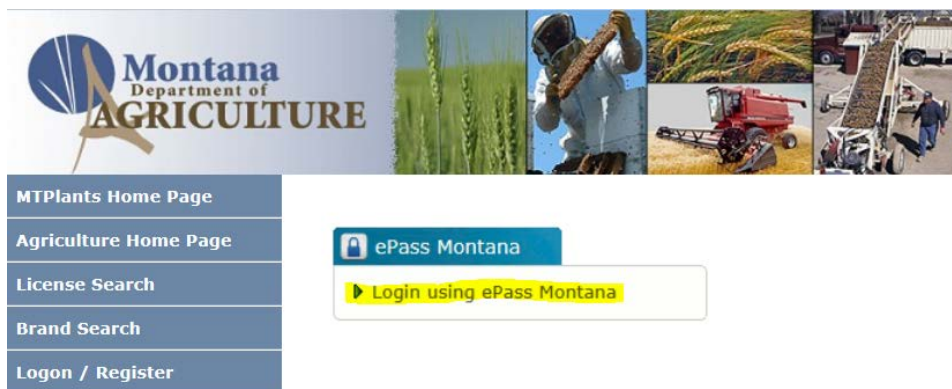 Montana
Department of
AGRICULTURE
MTPlants Home Page
Agriculture Home Page
License Search
Brand Search
Logon / Register
ePass Montana
Login using ePass Montana